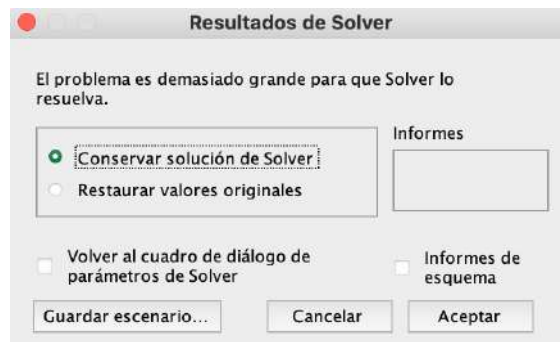 Resultados de Solver
El problema es demasiado grande para que Solver lo
resuelva.
Informes
Conservar solución de Solver
Restaurar valores originales
Volver al cuadro de diálogo de
parámetros de Solver
Informes de
esquema
Guardar escenario...
Cancelar
Aceptar